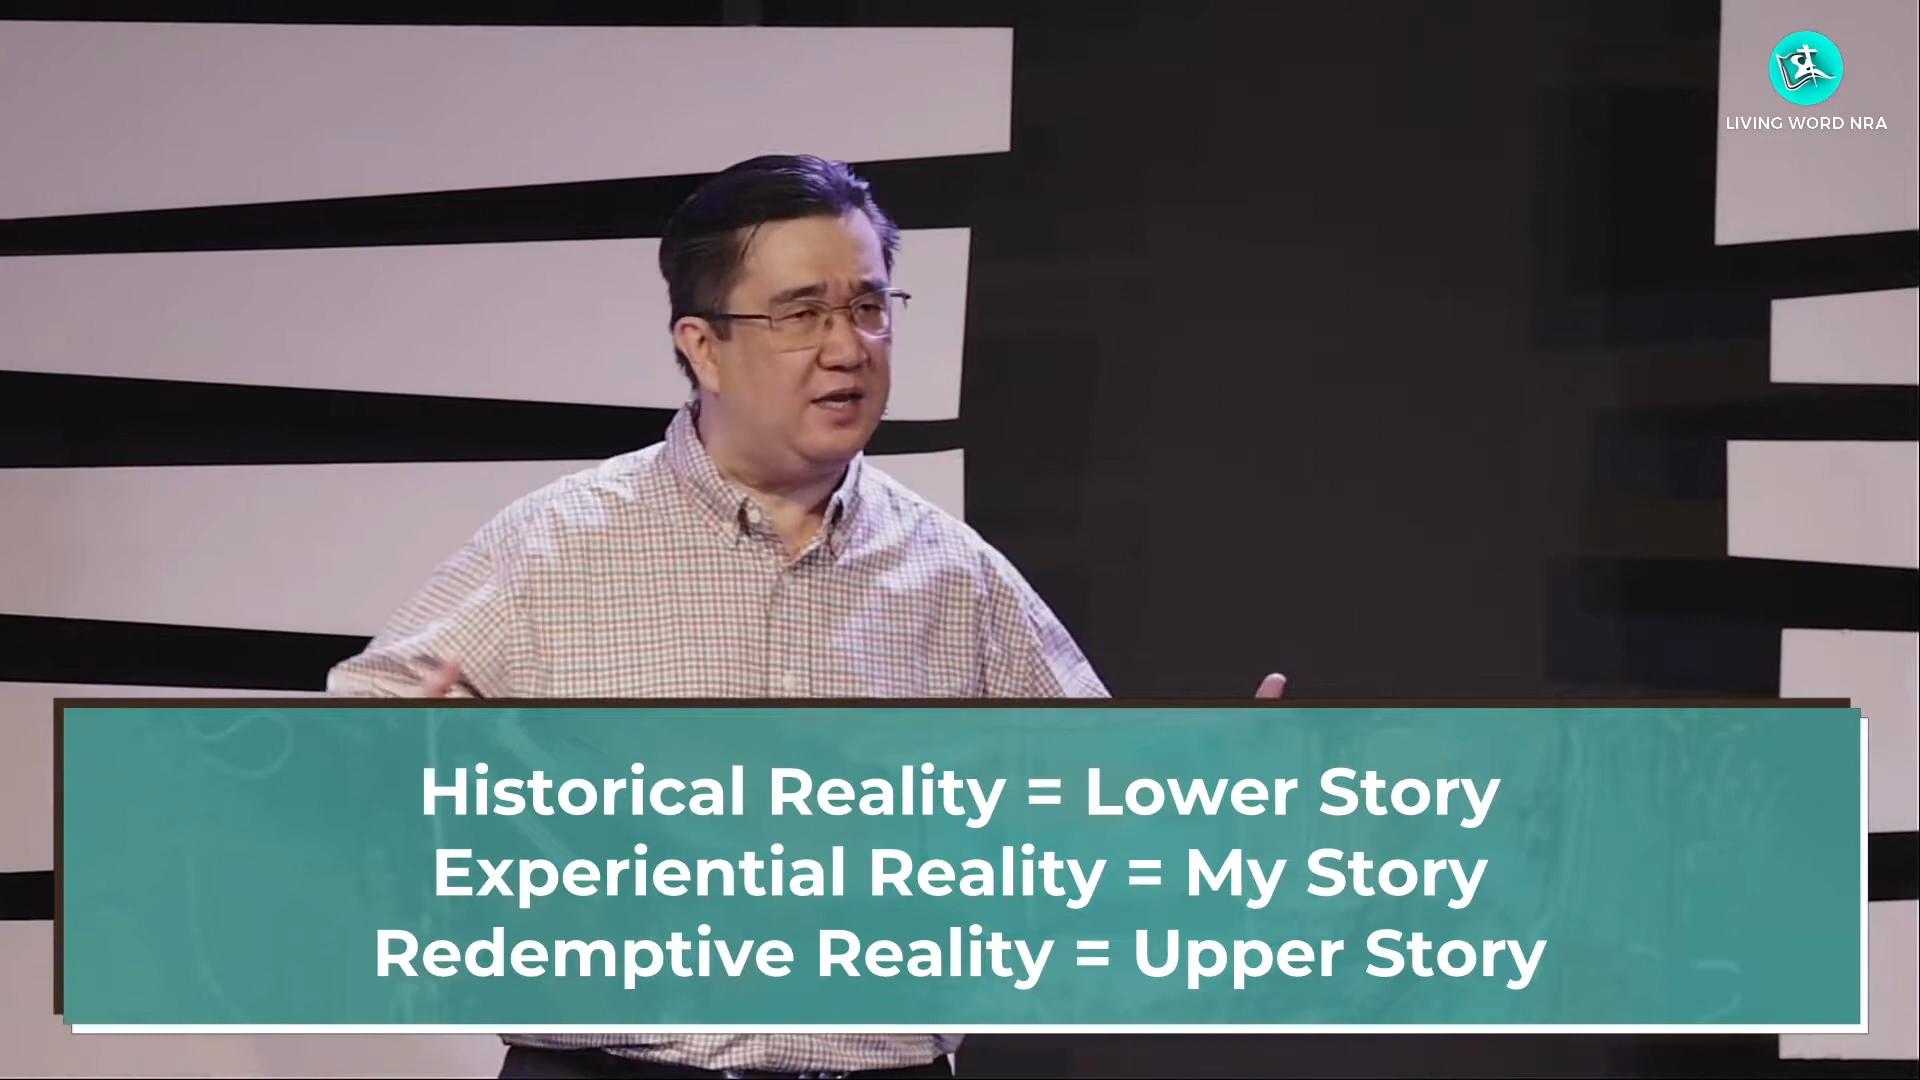 LIVING WORD NRA
Historical Reality = Lower Story
Experiential Reality = My Story
Redemptive Reality = Upper Story